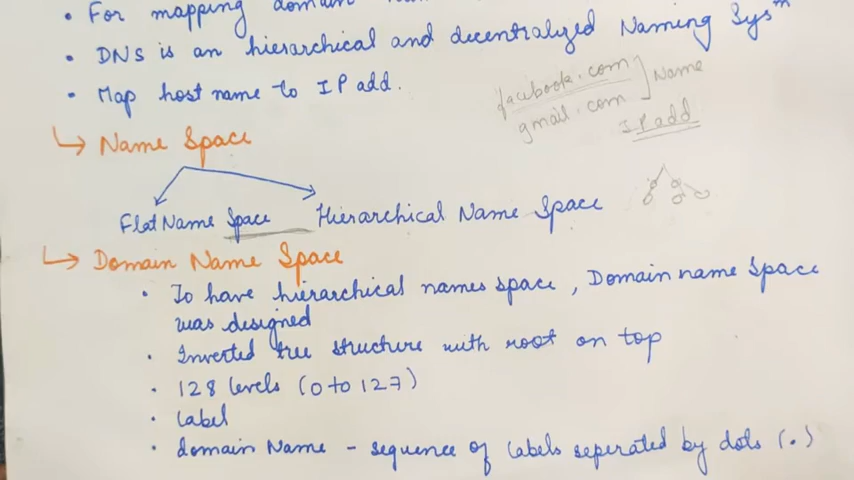 • For mapping domain
• DNS is an hierarchical and decentralized Naming Sysm
• Map host name to IP add.
facebook.com
gmail.com
] Name
IP add
↳ Name Space
Flat Name Space
Hierarchical Name Space
↳ Domain Name Space
• To have hierarchical names space, Domain name Space
was designed
• Inverted tree structure with root on top
• 128 levels (0 to 127)
• Label
• domain Name - sequence of labels seperated by dots (.)